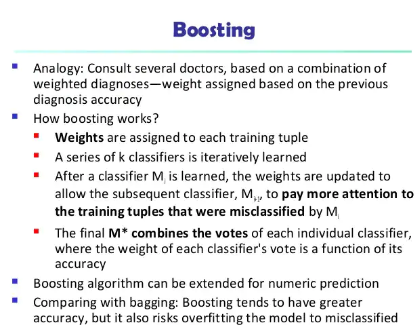 Boosting
Analogy: Consult several doctors, based on a combination of
weighted diagnoses—weight assigned based on the previous
diagnosis accuracy
How boosting works?
Weights are assigned to each training tuple
A series of k classifiers is iteratively learned
After a classifier Mi is learned, the weights are updated to
allow the subsequent classifier, Mi+1, to pay more attention to
the training tuples that were misclassified by Mi
The final M* combines the votes of each individual classifier,
where the weight of each classifier's vote is a function of its
accuracy
Boosting algorithm can be extended for numeric prediction
Comparing with bagging: Boosting tends to have greater
accuracy, but it also risks overfitting the model to misclassified